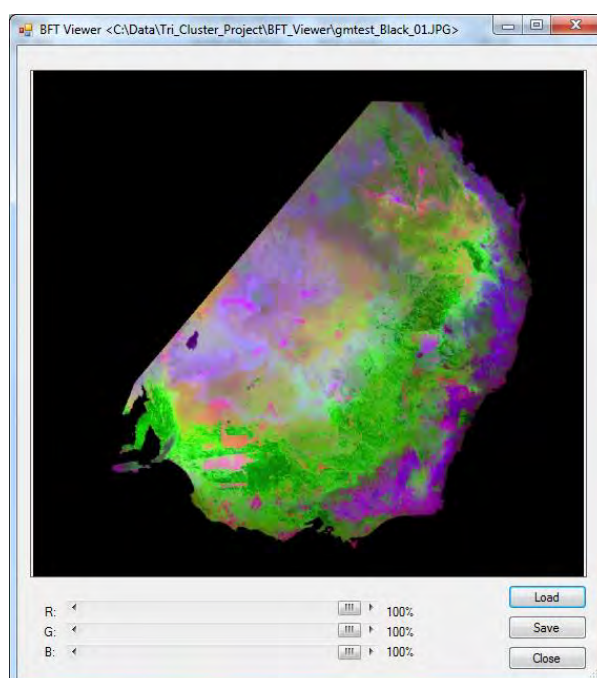 BFT Viewer <C:\Data\Tri_Cluster_Project\BFT_Viewer\gmtest_Black_01.JPG>
R: 100%
G: 100%
B: 100%
Load
Save
Close